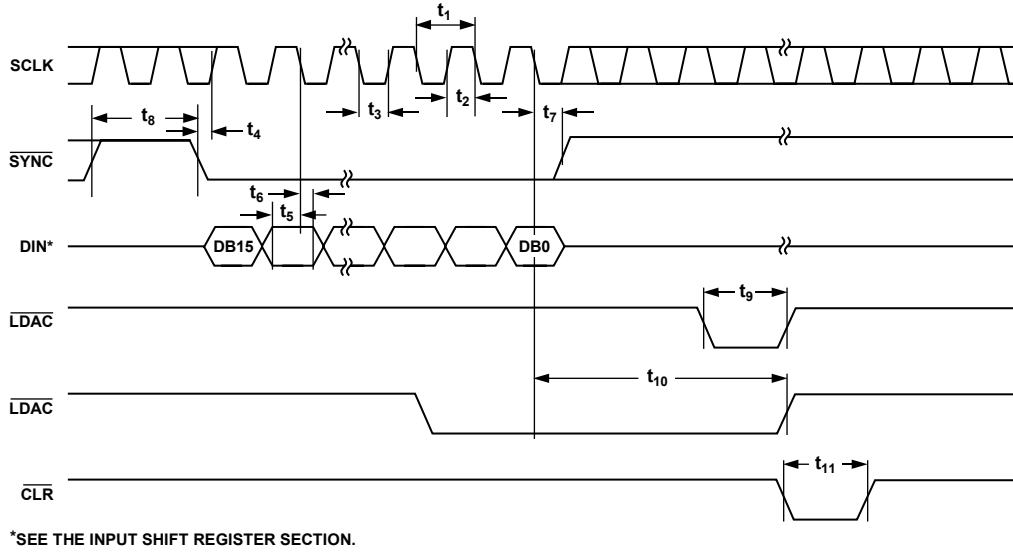 t1
SCLK
t3
t2
t8
t4
t7
SYNC
t6
t5
DIN*
DB15
DB0
t9
LDAC
t10
LDAC
t11
CLR
*SEE THE INPUT SHIFT REGISTER SECTION.